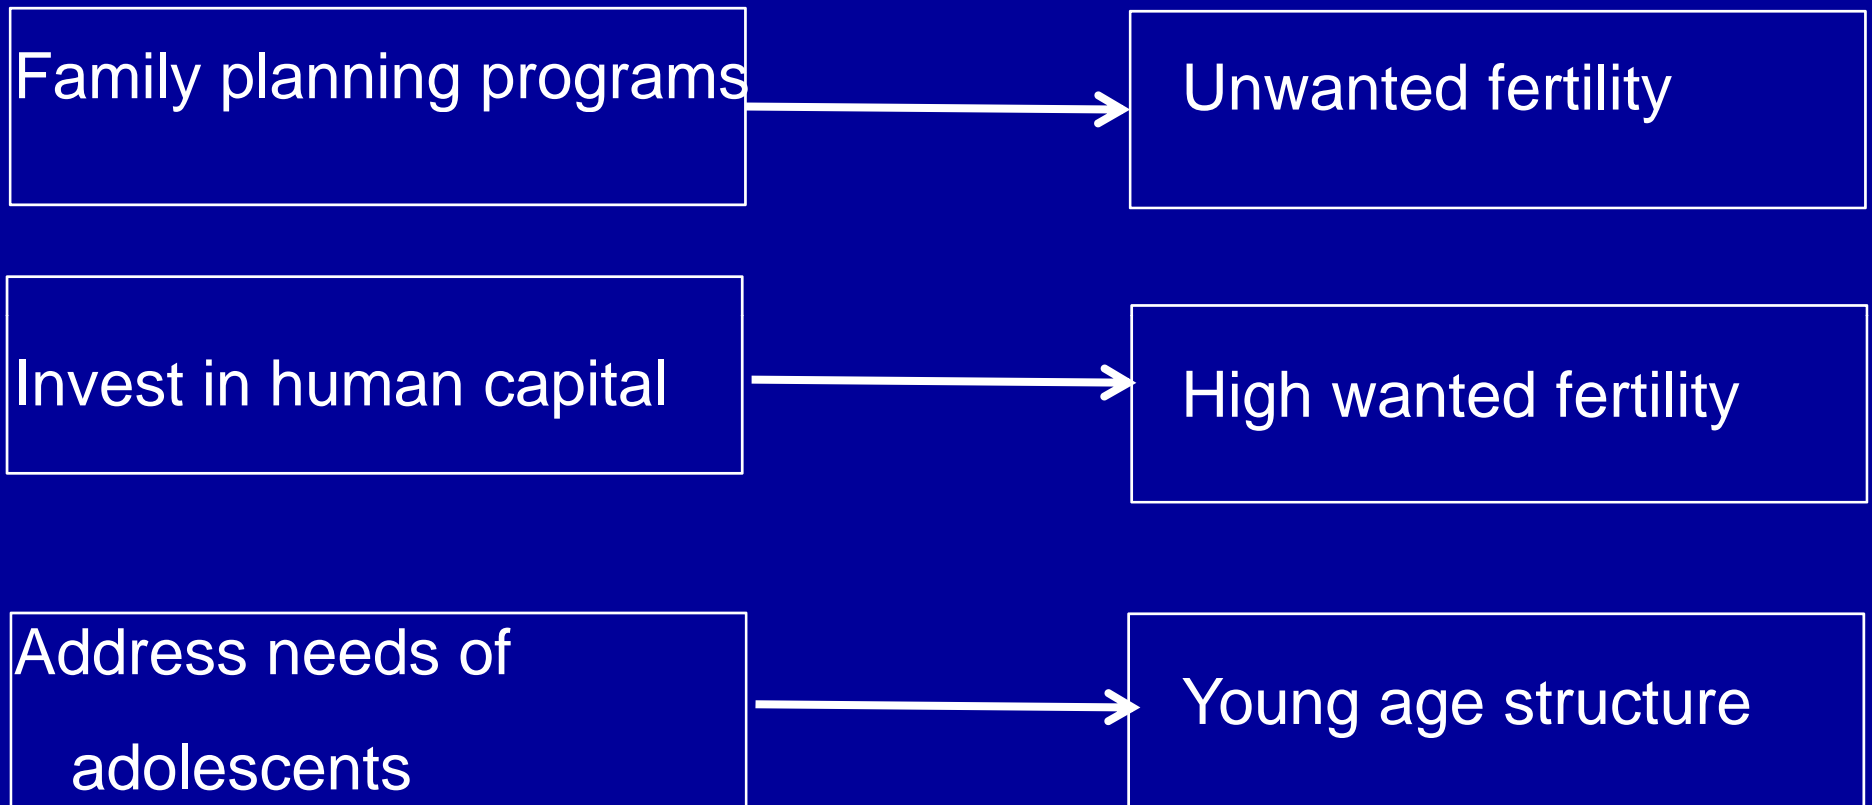 Family planning programs
Unwanted fertility
Invest in human capital
High wanted fertility
Address needs of
adolescents
Young age structure